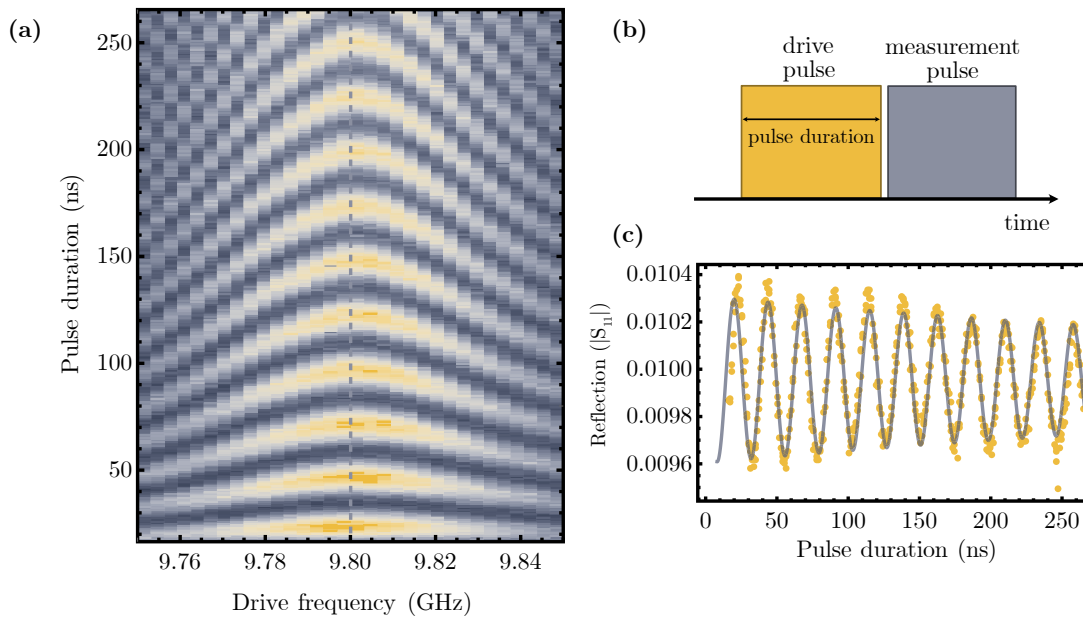 (a)
250
200
150
100
50
Pulse duration (ns)
9.76
9.78
9.80
9.82
9.84
Drive frequency (GHz)
(b)
drive
pulse
measurement
pulse
pulse duration
time
(c)
0.0104
0.0102
0.0100
0.0098
0.0096
Reflection (|S₁₁|)
0
50
100
150
200
250
Pulse duration (ns)